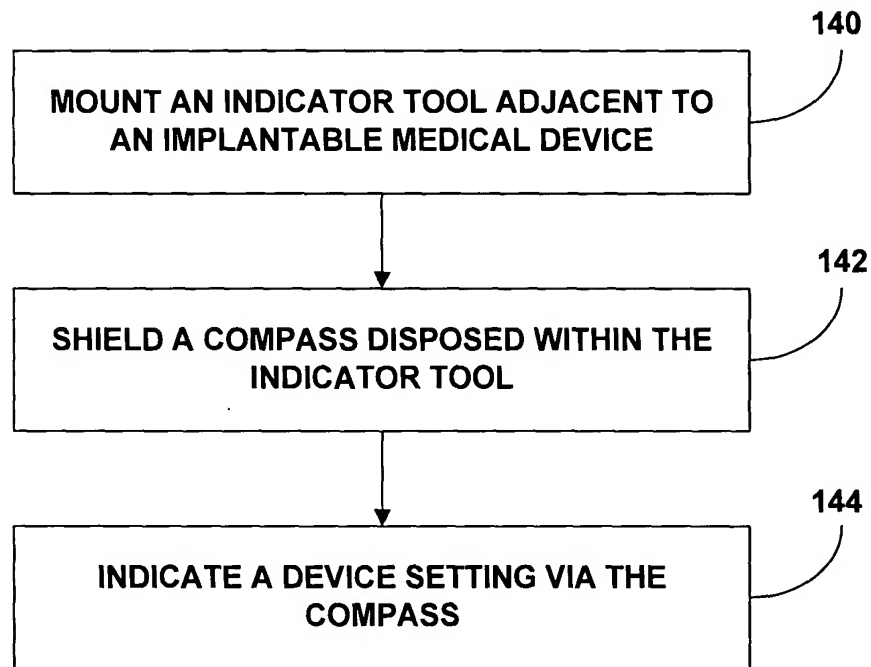 140
MOUNT AN INDICATOR TOOL ADJACENT TO
AN IMPLANTABLE MEDICAL DEVICE
142
SHIELD A COMPASS DISPOSED WITHIN THE
INDICATOR TOOL
144
INDICATE A DEVICE SETTING VIA THE
COMPASS